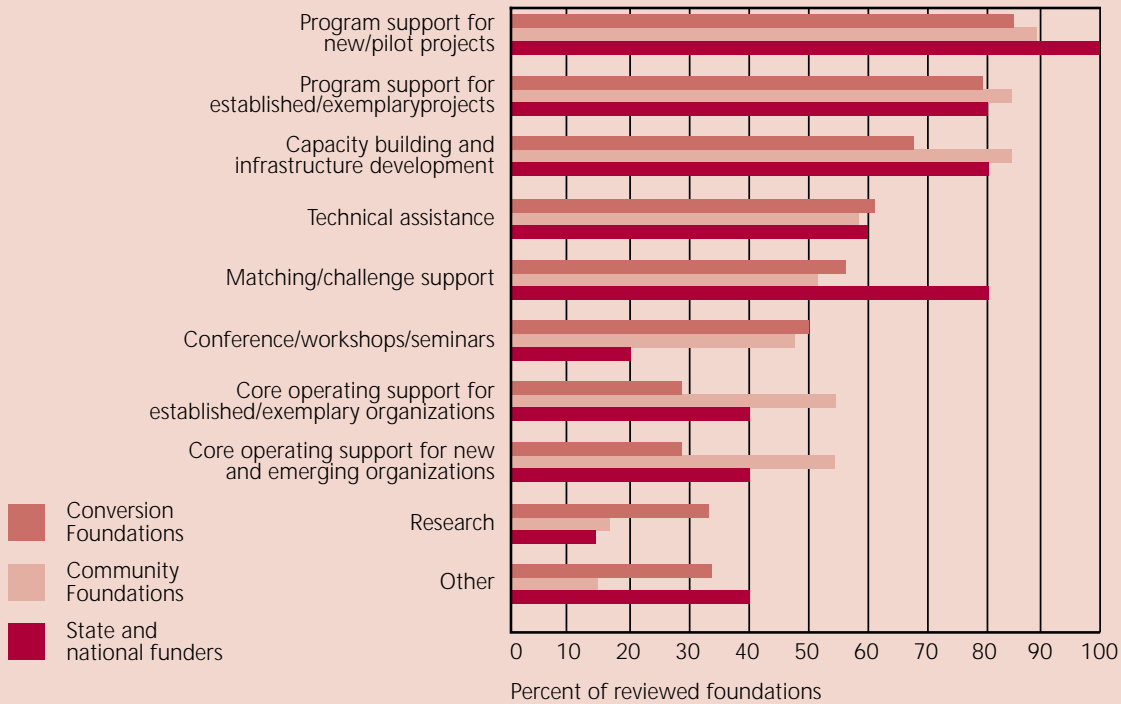 Program support for
new/pilot projects
Program support for
established/exemplaryprojects
Capacity building and
infrastructure development
Technical assistance
Matching/challenge support
Conference/workshops/seminars
Core operating support for
established/exemplary organizations
Core operating support for new
and emerging organizations
Research
Other
Conversion
Foundations
Community
Foundations
State and
national funders
0 10 20 30 40 50 60 70 80 90 100
Percent of reviewed foundations